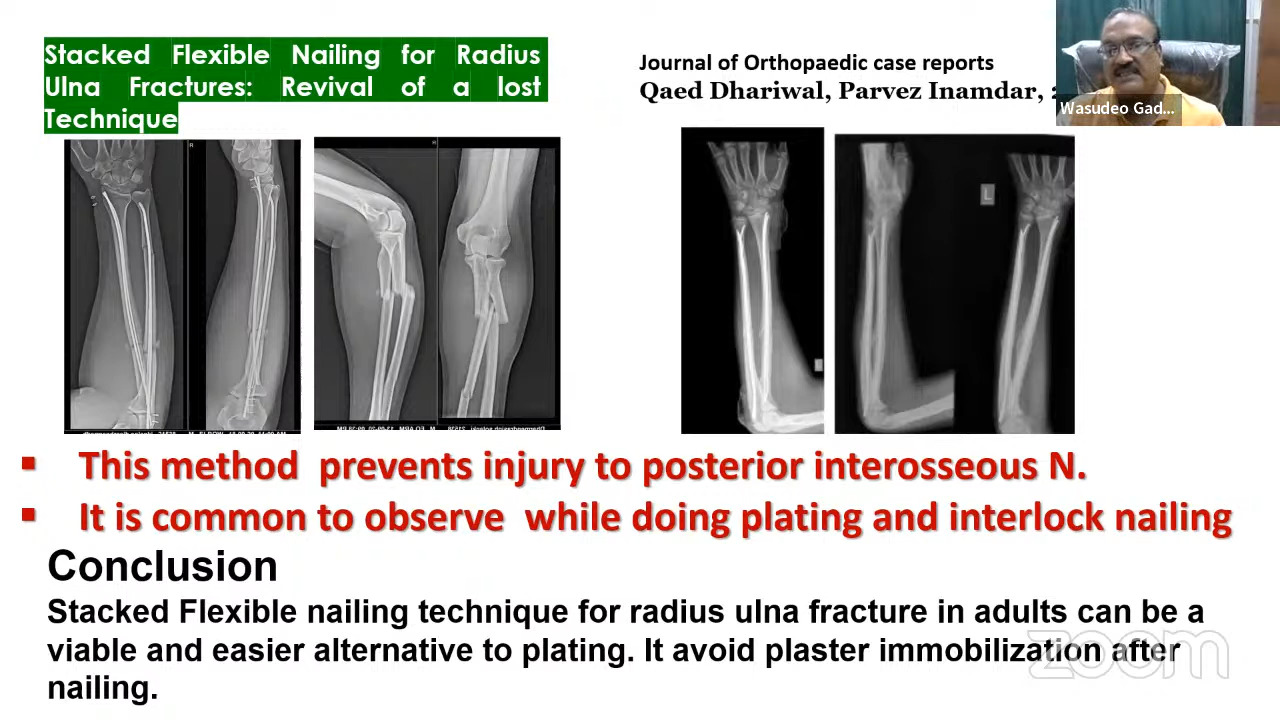 Stacked Flexible Nailing for Radius
Ulna Fractures: Revival of a lost
Technique
Journal of Orthopaedic case reports
Qaed Dhariwal, Parvez Inamdar,
Wasudeo Gad...
R
R
L
▪ This method prevents injury to posterior interosseous N.
▪ It is common to observe while doing plating and interlock nailing
Conclusion
Stacked Flexible nailing technique for radius ulna fracture in adults can be a
viable and easier alternative to plating. It avoid plaster immobilization after
nailing.
zoom